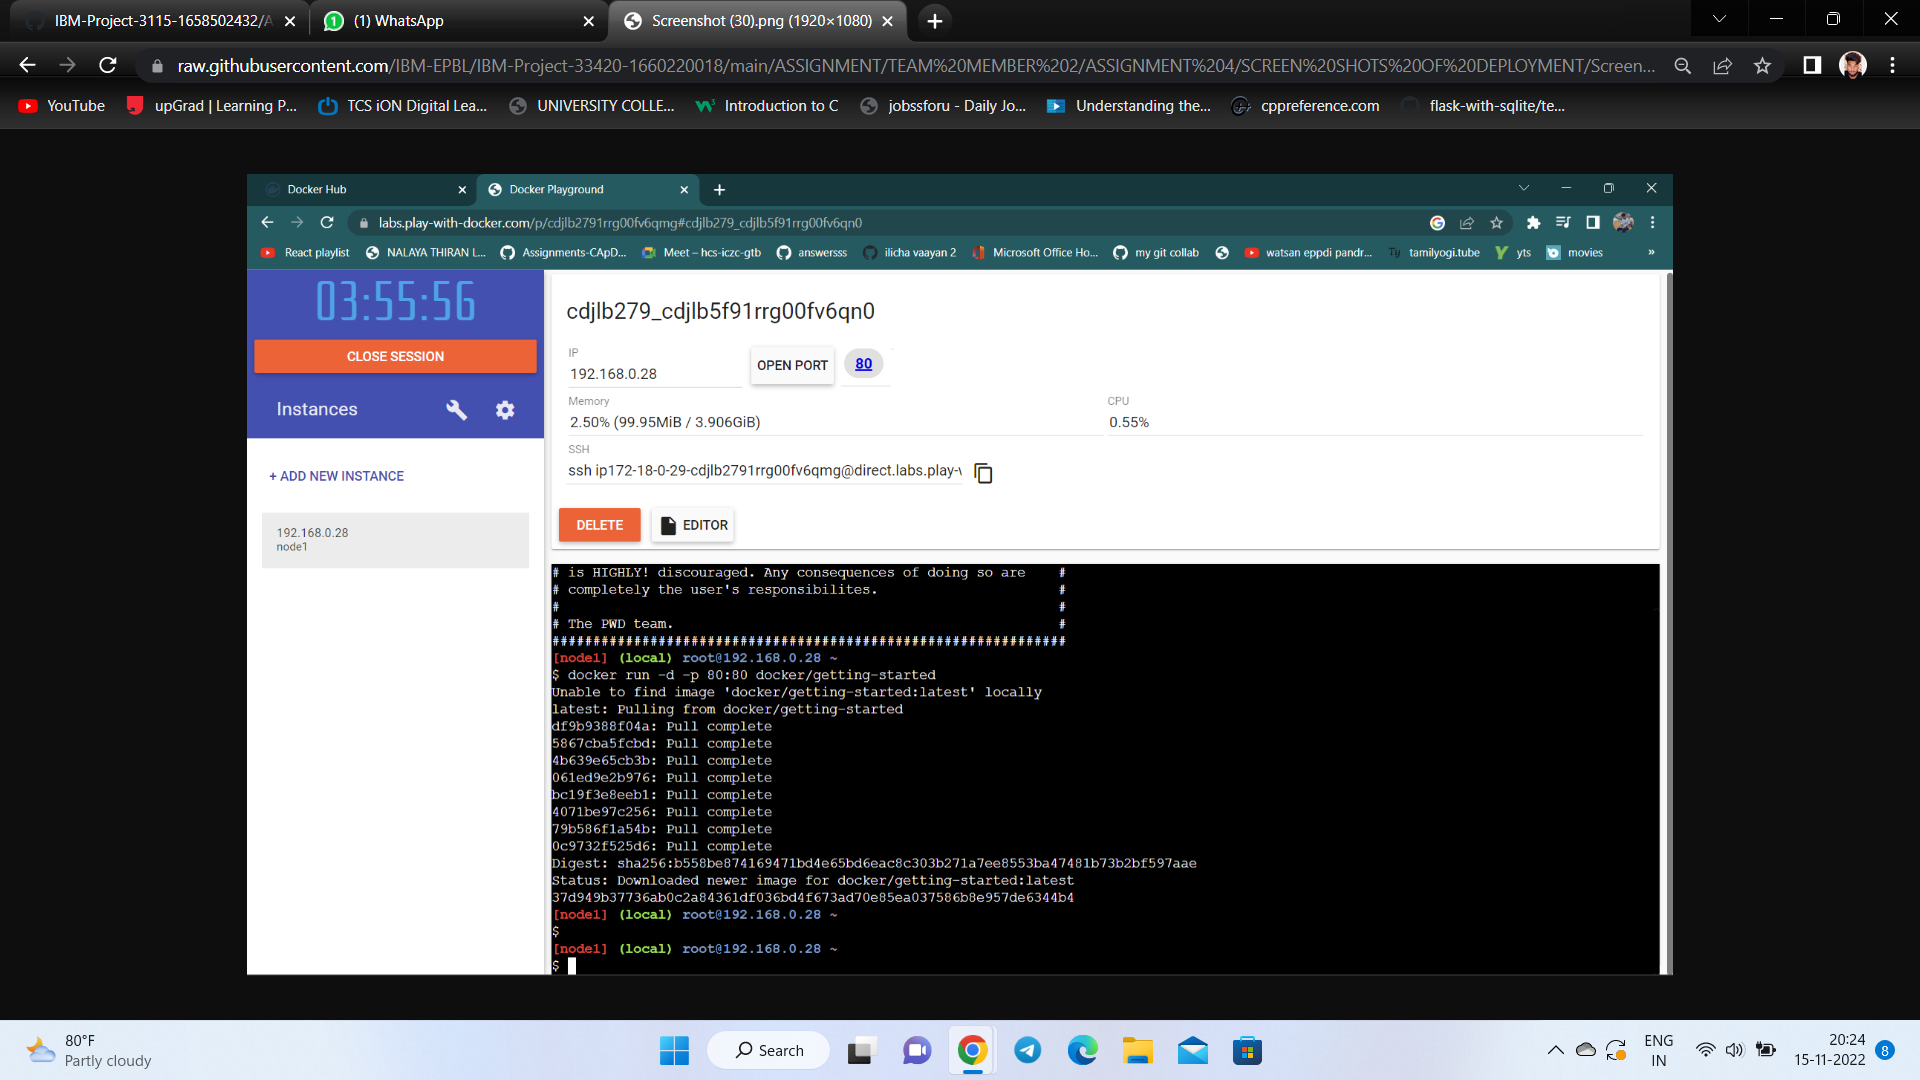 IBM-Project-3115-1658502432/A
(1) WhatsApp
Screenshot (30).png (1920×1080)
raw.githubusercontent.com/IBM-EPBL/IBM-Project-33420-1660220018/main/ASSIGNMENT/TEAM%20MEMBER%202/ASSIGNMENT%204/SCREEN%20SHOTS%20OF%20DEPLOYMENT/Screen...
YouTube
upGrad | Learning P...
TCS iON Digital Lea...
UNIVERSITY COLLE...
Introduction to C
jobssforu - Daily Jo...
Understanding the...
cppreference.com
flask-with-sqlite/te...
Docker Hub
Docker Playground
labs.play-with-docker.com/p/cdjlb2791rrg00fv6qmg#cdjlb279_cdjlb5f91rrg00fv6qn0
React playlist
NALAYA THIRAN L...
Assignments-CApD...
Meet – hcs-iczc-gtb
answersss
ilicha vaayan 2
Microsoft Office Ho...
my git collab
watsan eppdi pandr...
tamilyogi.tube
yts
movies
»
03:55:56
CLOSE SESSION
Instances
+ ADD NEW INSTANCE
192.168.0.28
node1
cdjlb279_cdjlb5f91rrg00fv6qn0
IP
192.168.0.28
OPEN PORT
80
Memory
2.50% (99.95MiB / 3.906GiB)
CPU
0.55%
SSH
ssh ip172-18-0-29-cdjlb2791rrg00fv6qmg@direct.labs.play-
DELETE
EDITOR
# is HIGHLY! discouraged. Any consequences of doing so are #
# completely the user's responsibilites. #
# #
# The PWD team. #
###############################################################
[node1] (local) root@192.168.0.28 ~
$ docker run -d -p 80:80 docker/getting-started
Unable to find image 'docker/getting-started:latest' locally
latest: Pulling from docker/getting-started
df9b9388f04a: Pull complete
5867cba5fcbd: Pull complete
4b639e65cb3b: Pull complete
061ed9e2b976: Pull complete
bc19f3e8eeb1: Pull complete
4071be97c256: Pull complete
79b586f1a54b: Pull complete
0c9732f525d6: Pull complete
Digest: sha256:b558be874169471bd4e65bd6eac8c303b271a7ee8553ba47481b73b2bf597aae
Status: Downloaded newer image for docker/getting-started:latest
37d949b37736ab0c2a84361df036bd4f673ad70e85ea037586b8e957de6344b4
[node1] (local) root@192.168.0.28 ~
$
[node1] (local) root@192.168.0.28 ~
$
80°F
Partly cloudy
Search
ENG
IN
20:24
15-11-2022
8